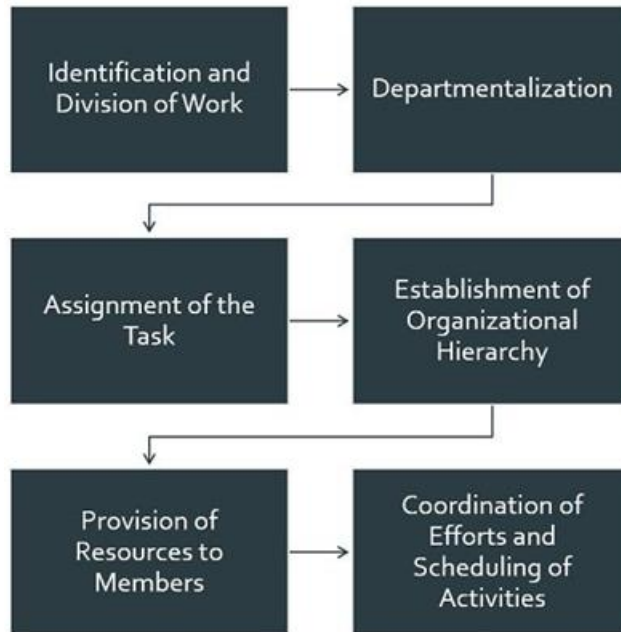 Identification and
Division of Work
Departmentalization
Assignment of the
Task
Establishment of
Organizational
Hierarchy
Provision of
Resources to
Members
Coordination of
Efforts and
Scheduling of
Activities